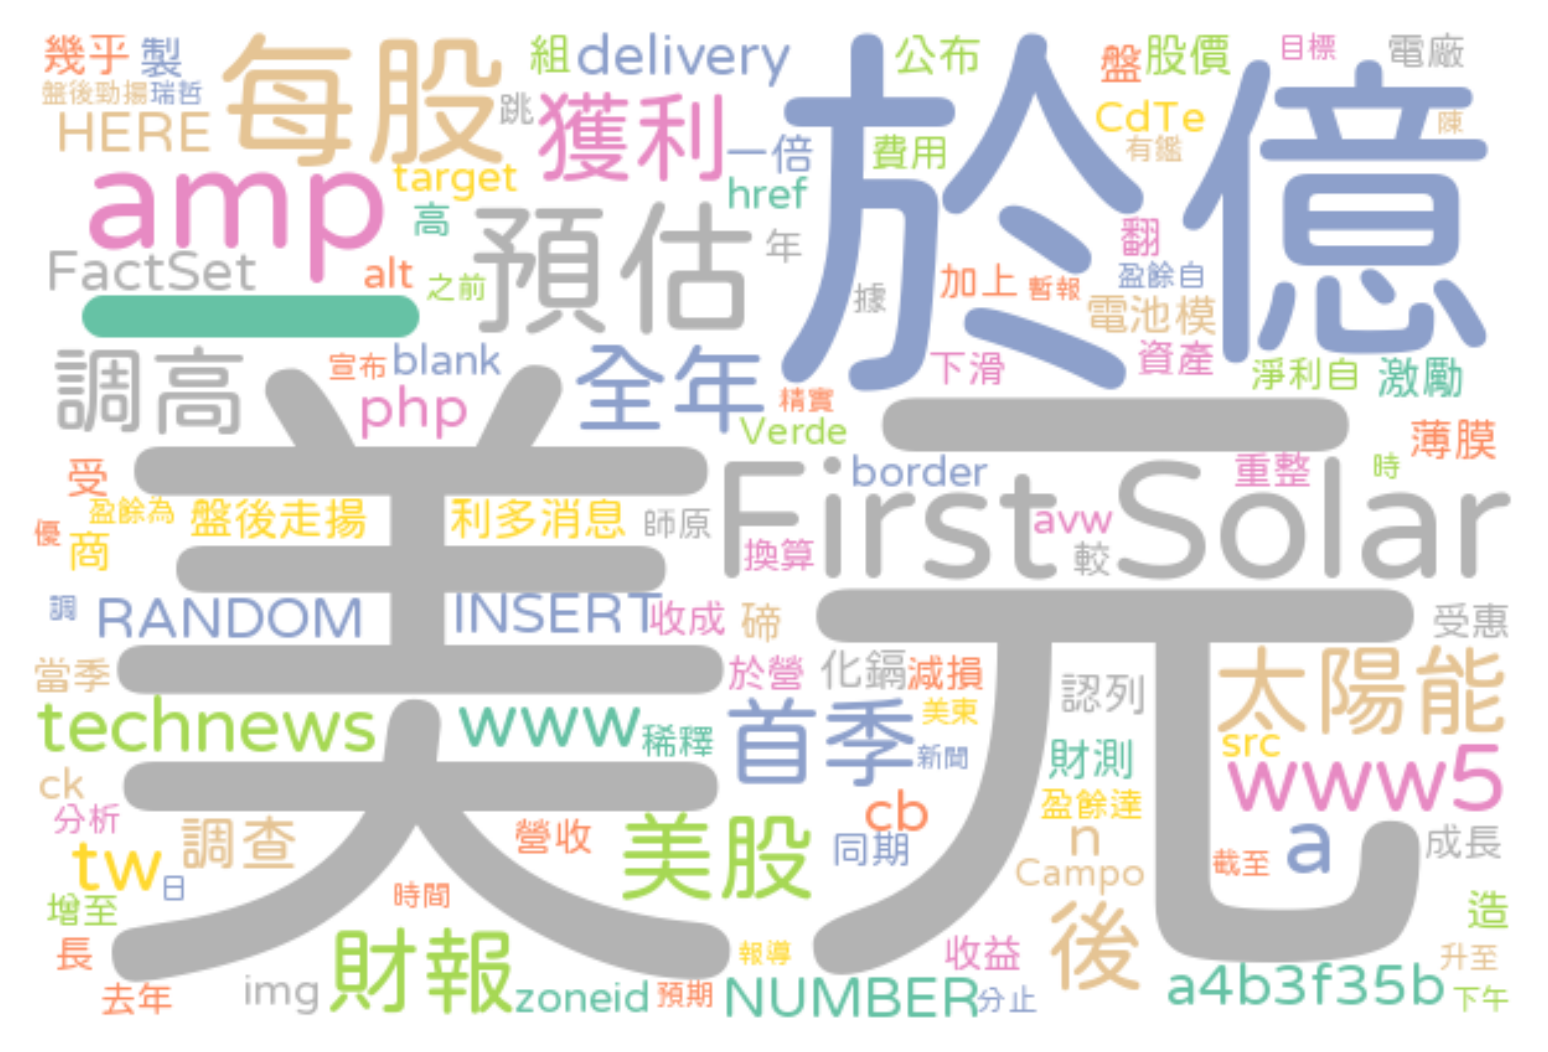 幾乎 製 每股 組 delivery 於 億 公布 盤 股價 目標 電廠
盤後勁揚 瑞哲 跳 獲利 CdTe 陳
HERE 一倍 費用 有鑑
amp target href
高 預估 年 翻
FactSet alt 之前 據 加上 暫報 盈餘自
一 電池模
調高 宣布 blank 全年 下滑 資產 淨利自 激勵
php 精實
美元 Verde 薄膜
受 First Solar border 重整 時
優 盈餘為 盤後走揚 利多消息 師原 avw
商 換算 較
調 RANDOM INSERT 收成 碲 受惠
當季 於營 化鎘 減損 認列 太陽能
technews www 稀釋 首季 美東
新聞 財測 src
ck www5
分析 調查 營收 美股 cb 盈餘達
tw 日 同期 n a 成長
Campo 截至
增至 時間 後 造
長 財報 報導 收益 升至
去年 img zoneid 預期 NUMBER 分止 a4b3f35b 下午